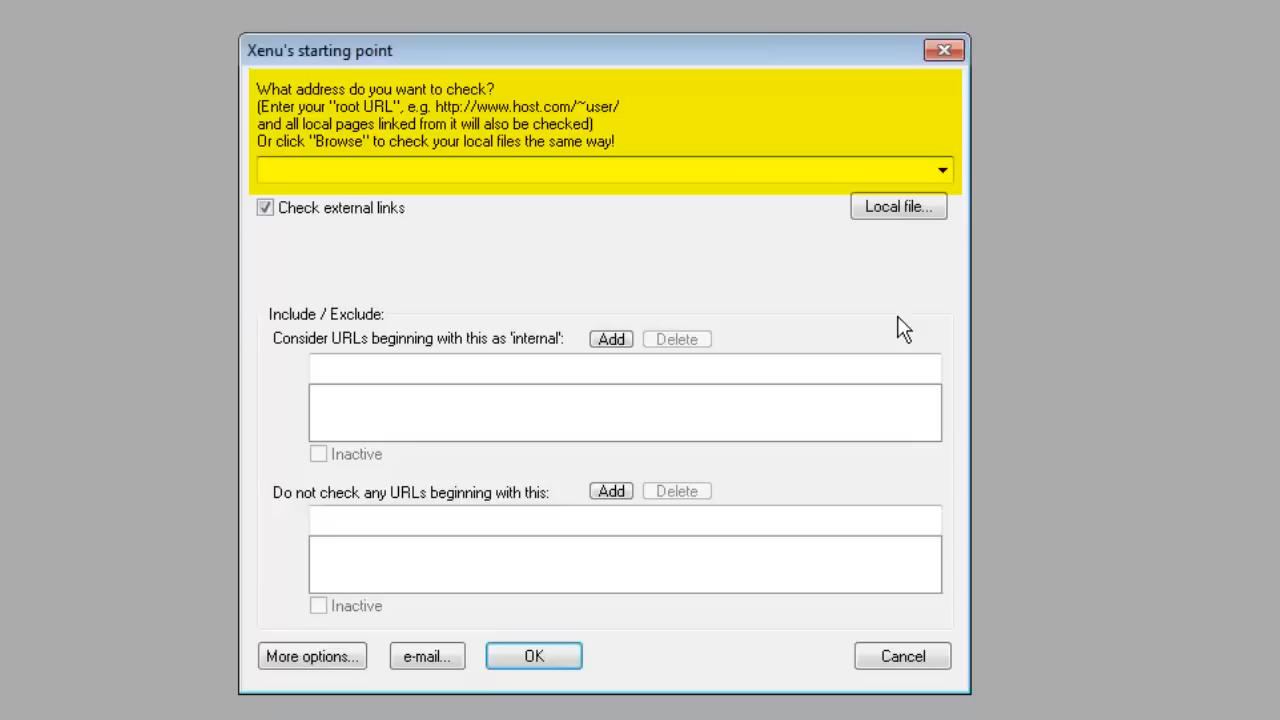 Xenu's starting point
What address do you want to check?
(Enter your "root URL", e.g. http://www.host.com/~user/
and all local pages linked from it will also be checked)
Or click "Browse" to check your local files the same way!
Check external links
Local file...
Include / Exclude:
Consider URLs beginning with this as 'internal':
Add
Delete
Inactive
Do not check any URLs beginning with this:
Add
Delete
Inactive
More options...
e-mail...
OK
Cancel